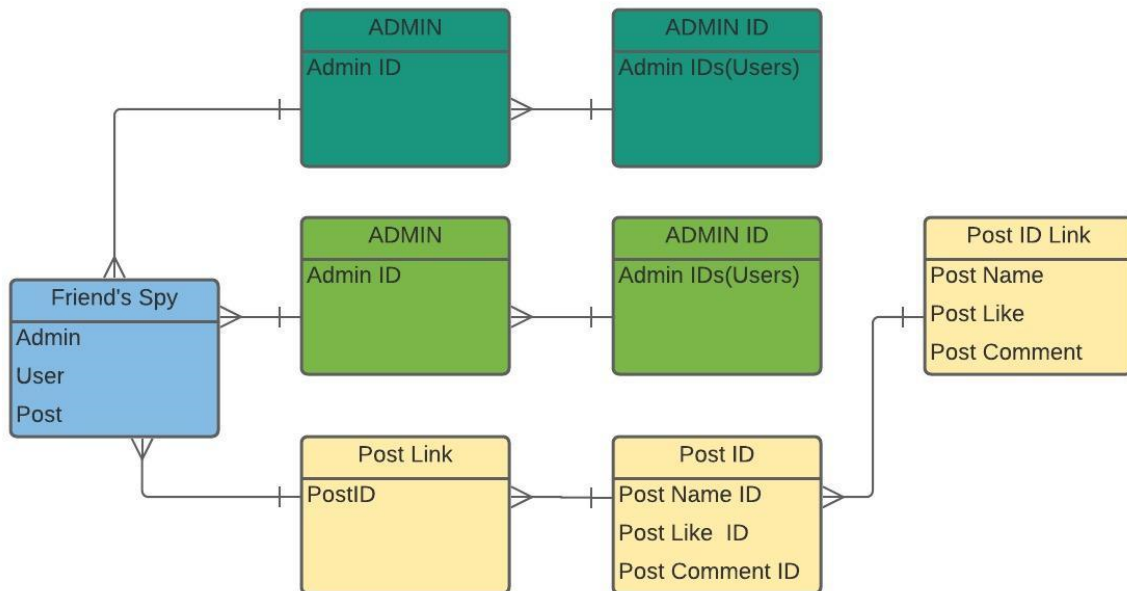 ADMIN
Admin ID
ADMIN ID
Admin IDs(Users)
ADMIN
Admin ID
ADMIN ID
Admin IDs(Users)
Post ID Link
Post Name
Post Like
Post Comment
Friend's Spy
Admin
User
Post
Post Link
PostID
Post ID
Post Name ID
Post Like  ID
Post Comment ID